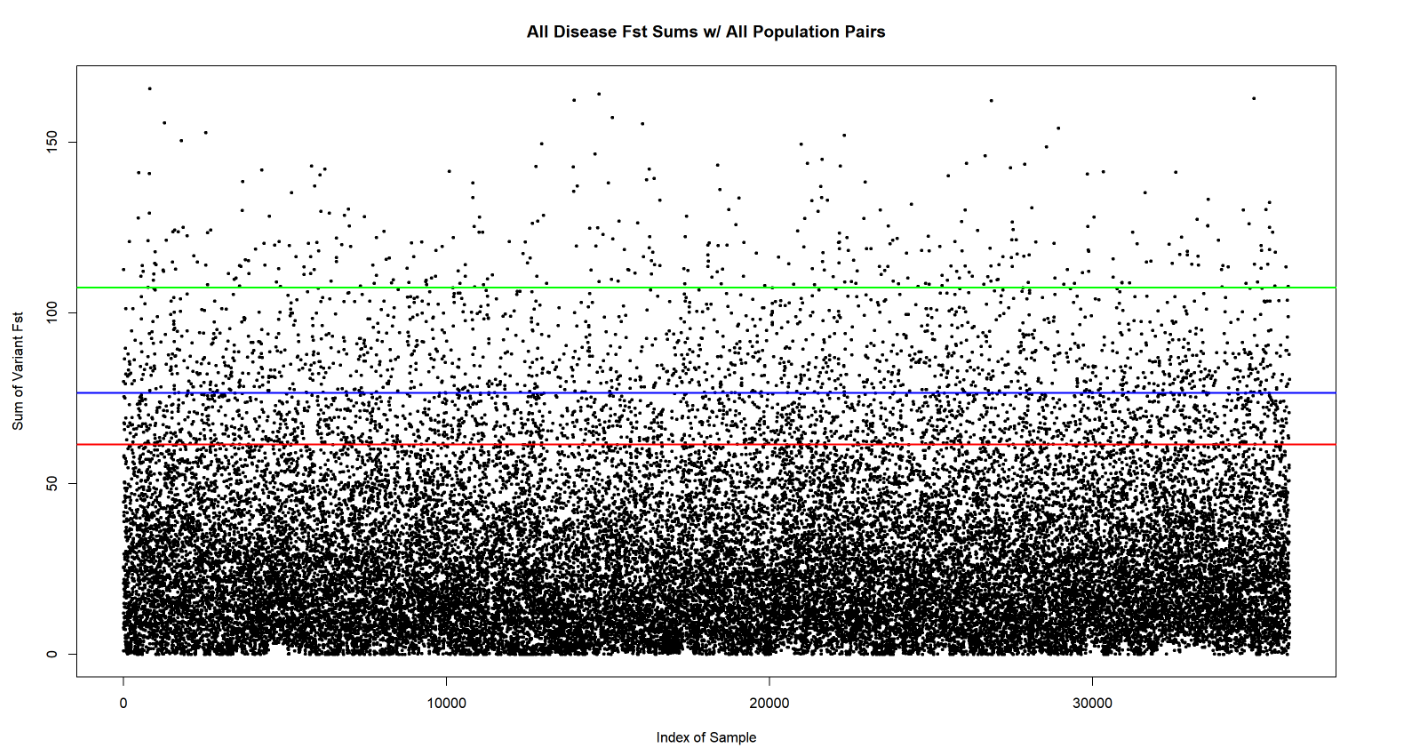 All Disease Fst Sums w/ All Population Pairs
Sum of Variant Fst
150
100
50
0
0 10000 20000 30000
Index of Sample